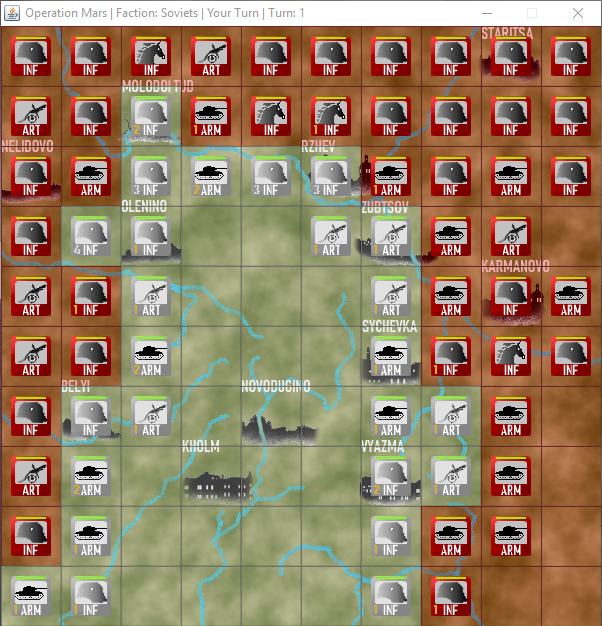 Operation Mars | Faction: Soviets | Your Turn | Turn: 1
STARITSA
INF INF INF ART INF INF INF INF INF INF
MOLODOI TUD
ART INF 2 INF 1 ARM INF 1 INF INF INF INF INF
NELIDOVO RZHEV
INF ARM 3 INF 2 ARM 3 INF 3 INF 1 ARM INF ARM INF
OLENINO ZUBTSOV
INF 4 INF 1 INF 1 ART ART ARM ART
KARMANOVO
ART 1 INF 1 ART ART ARM INF ARM
SYCHEVKA
ART INF 2 ARM ARM 1 INF INF INF
BELYI NOVODUGINO
INF INF 1 ART ARM 1 ART ARM
KHOLM VYAZMA
ART 2 ARM 2 INF 1 ART
INF 1 ARM 1 INF ARM ARM
1 ARM 1 INF 1 INF 1 INF